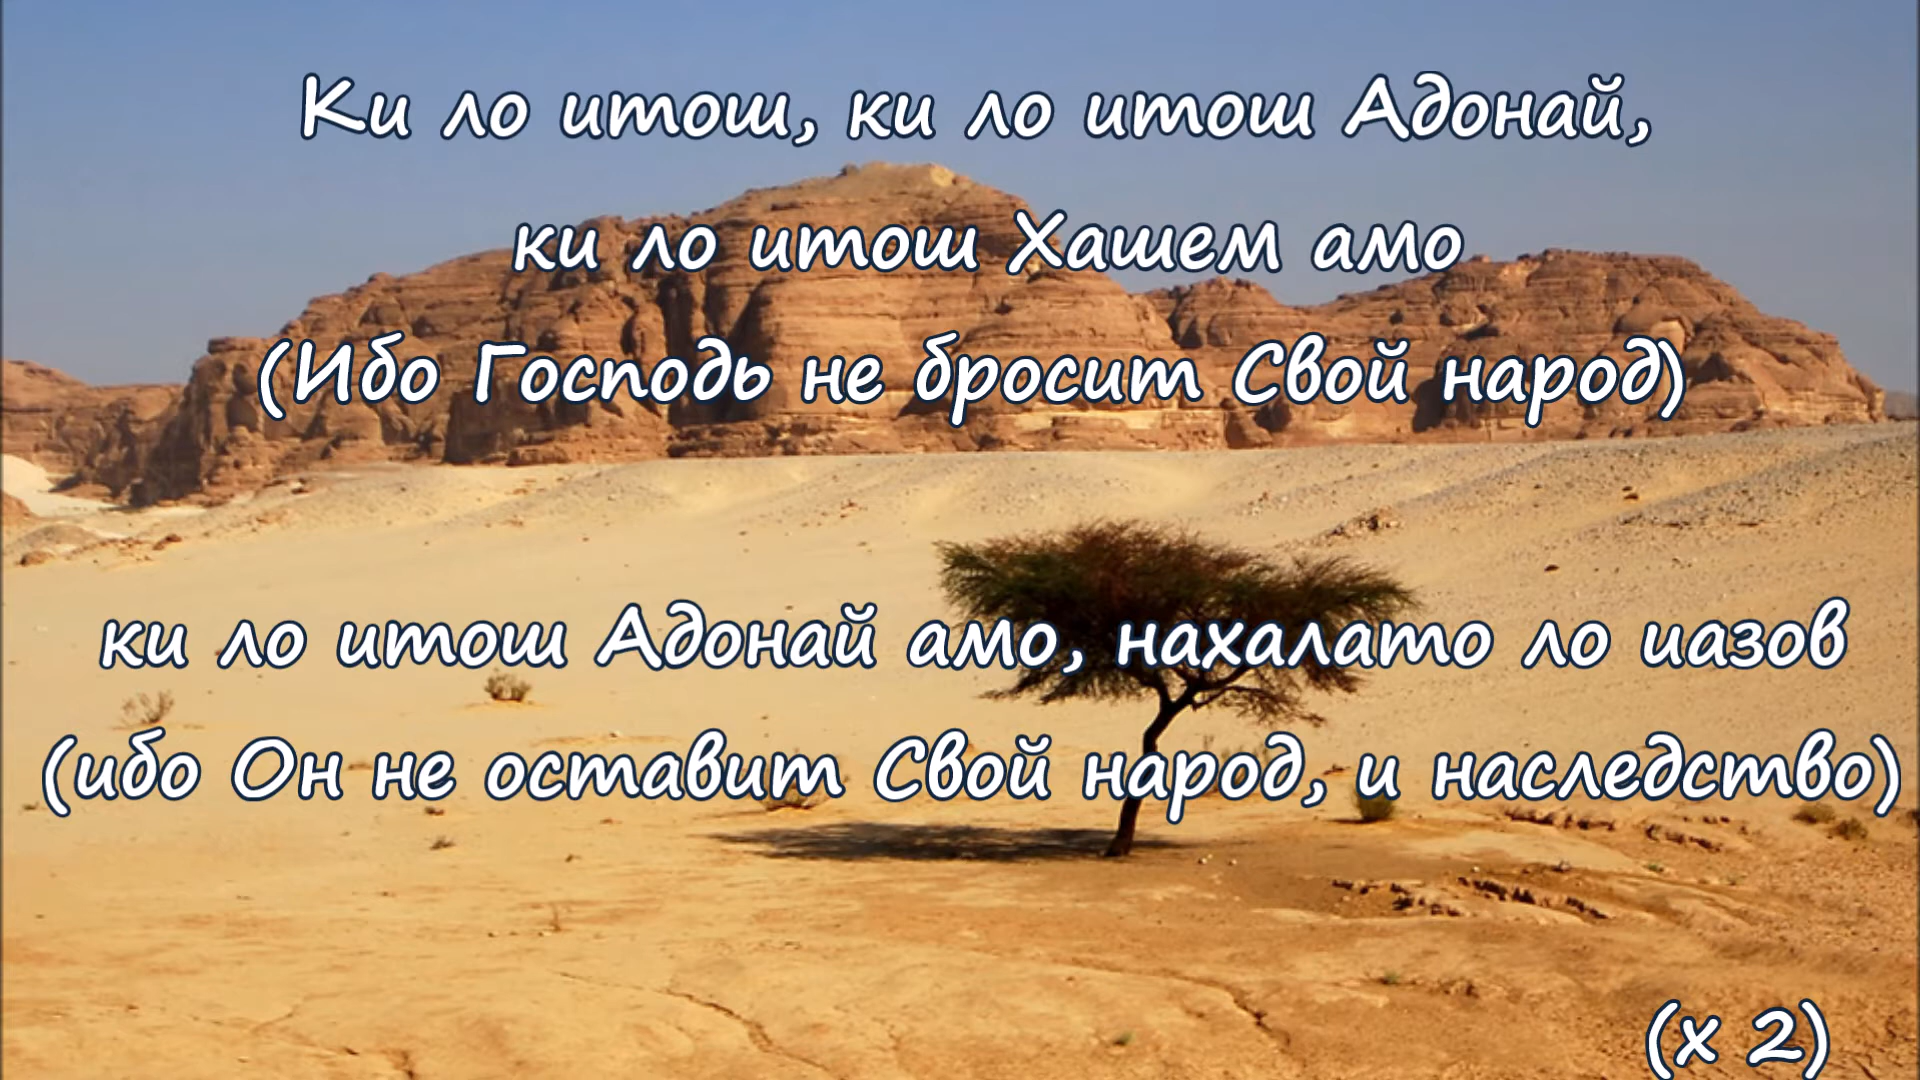 Ки ло итош, ки ло итош Адонай,
ки ло итош Хашем амо
(Ибо Господь не бросит Свой народ)
ки ло итош Адонай амо, нахалато ло иазов
(ибо Он не оставит Свой народ, и наследство)
(x 2)